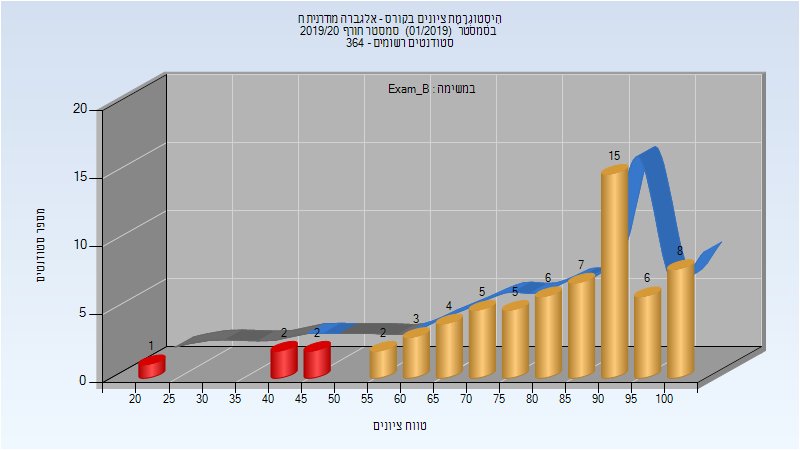 היסטוגרמת ציונים בקורס - אלגברה מודרנית ח
בסמסטר (01/2019) סמסטר חורף 2019/20
סטודנטים רשומים - 364
במשימה : Exam_B
20
15
10
5
0
מספר סטודנטים
1
2
2
2
3
4
5
5
6
7
15
6
8
20 25 30 35 40 45 50 55 60 65 70 75 80 85 90 95 100
טווח ציונים